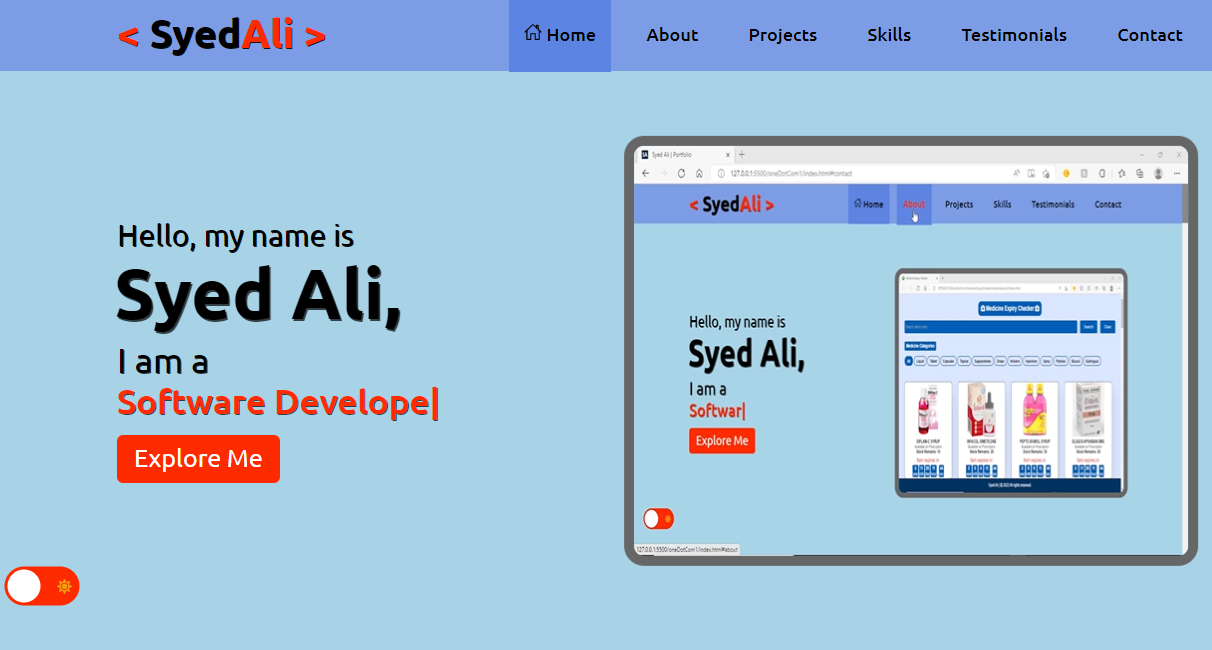 < SyedAli >
Home About Projects Skills Testimonials Contact
Hello, my name is
Syed Ali,
I am a
Software Develope|
Explore Me
Syed Ali | Portfolio
127.0.0.1:5500/oneDotCom1/index.html#contact
< SyedAli >
Home About Projects Skills Testimonials Contact
Hello, my name is
Syed Ali,
I am a
Softwar|
Explore Me
Medicine Expiry Checker
Search Clear
Medicine Categories
127.0.0.1:5500/oneDotCom1/index.html#about